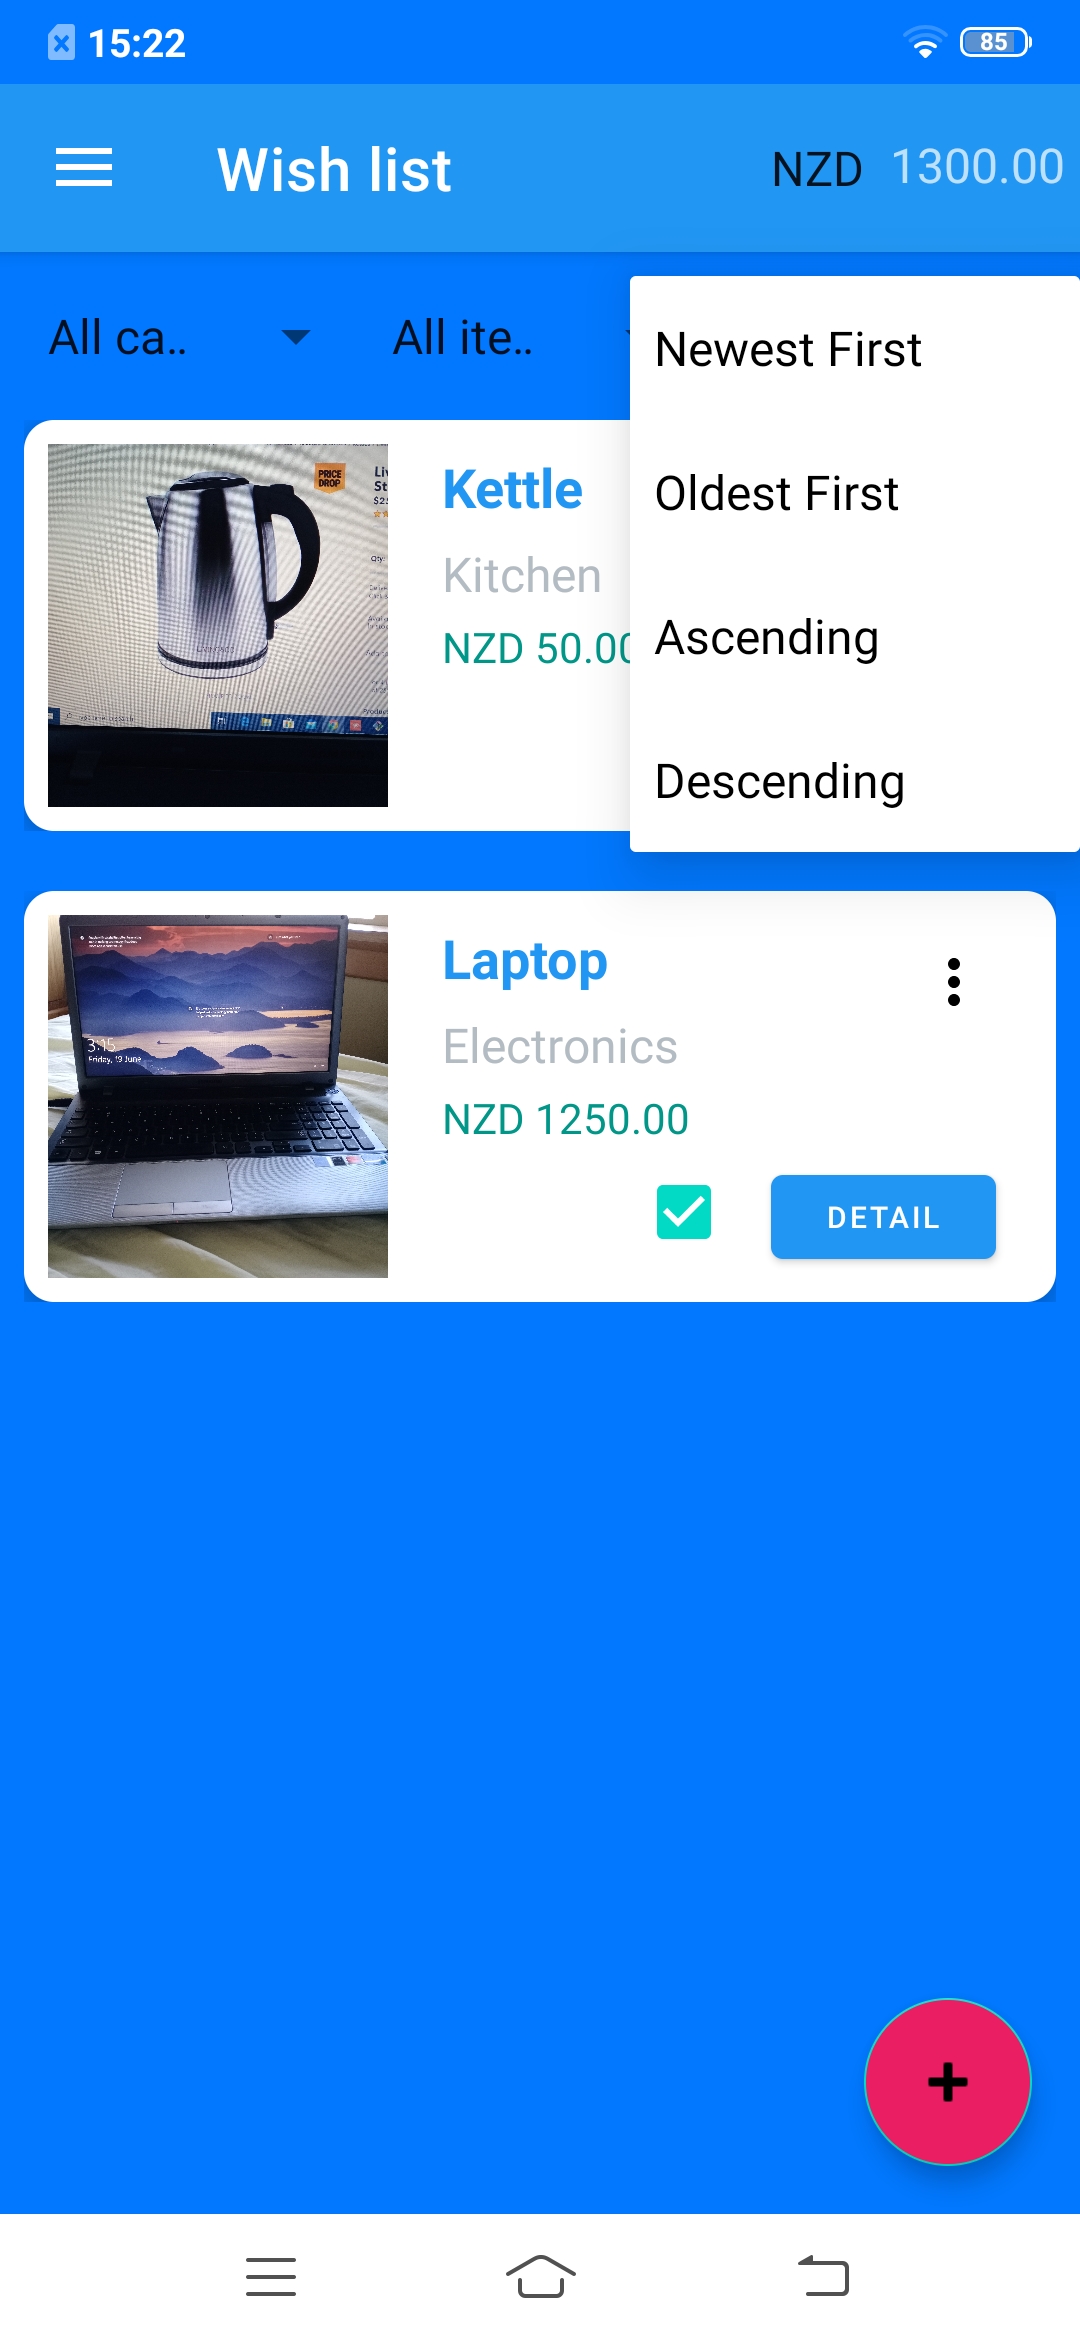 15:22
85
Wish list
NZD 1300.00
All ca..
All ite..
Newest First
Oldest First
Ascending
Descending
PRICE
DROP
Kettle
Kitchen
NZD 50.00
Laptop
Electronics
NZD 1250.00
3:15
Friday, 19 June
DETAIL